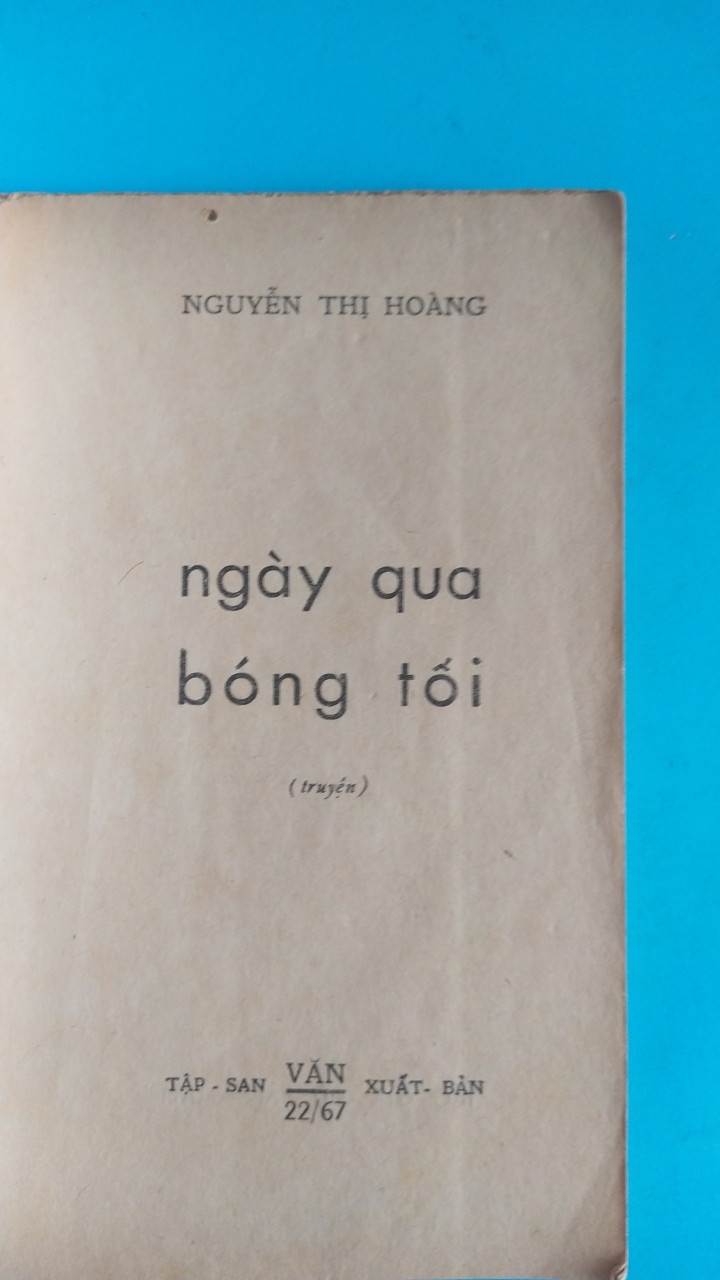 NGUYỄN THỊ HOÀNG
ngày qua
bóng tối
(truyện)
TẬP - SAN VĂN XUẤT - BẢN
22/67